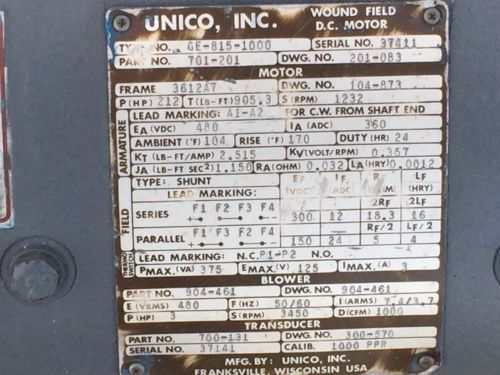 UNICO, INC. WOUND FIELD D.C. MOTOR
TYPE NO. GE-815-1000 SERIAL NO. 37411
PART NO. 701-201 DWG. NO. 201-083
MOTOR
FRAME 3612AT DWG. NO. 104-873
P (HP) 212 T (LB-FT) 905.3 S (RPM) 1232
ARMATURE
LEAD MARKING: A1-A2 FOR C.W. FROM SHAFT END
EA (VDC) 480 IA (ADC) 360
AMBIENT (°F) 104 RISE (°F) 170 DUTY (HR) 24
KT (LB-FT/AMP) 2.515 KV (VOLT/RPM) 0.357
JA (LB-FT SEC2) 1.150 RA (OHM) 0.032 LA (HRY) 0.0012
FIELD
TYPE: SHUNT EF (VDC) IF (ADC)
LEAD MARKING: 2RF 2LF
SERIES F1 F2 F3 F4 300 12 18.3 16
RF/2 LF/2
PARALLEL F1 F2 F3 F4 150 24 5 4
THERMO SWITCH
LEAD MARKING: N.C. P1-P2 N.O.
PMAX. (VA) 375 EMAX. (V) 125 IMAX. (A) 3
BLOWER
PART NO. 904-461 DWG. NO. 904-461
E (VRMS) 480 F (HZ) 50/60 I (ARMS) 7.4/3.7
P (HP) 3 S (RPM) 3450 D (CFM) 1000
TRANSDUCER
PART NO. 700-131 DWG. NO. 300-570
SERIAL NO. 37141 CALIB. 1000 PPR
MFG. BY: UNICO, INC.
FRANKSVILLE, WISCONSIN USA